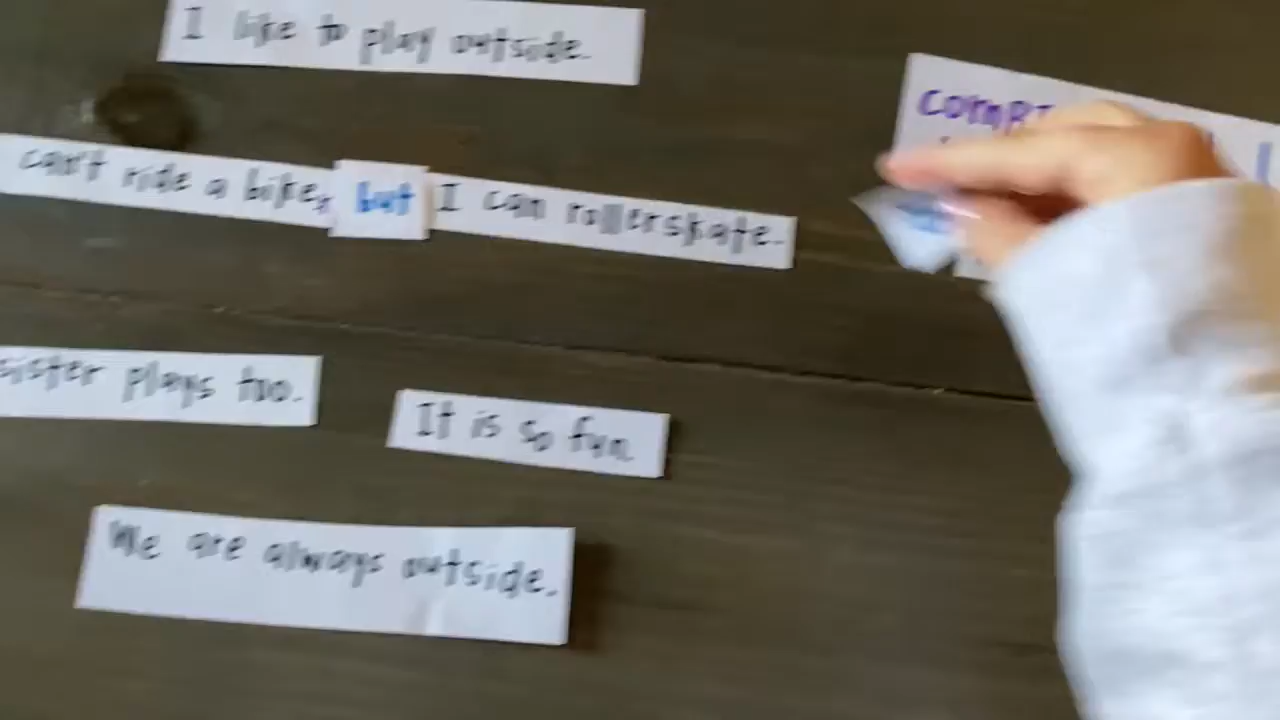 I like to play outside.
can't ride a bike, but I can rollerskate.
sister plays too.
It is so fun.
We are always outside.